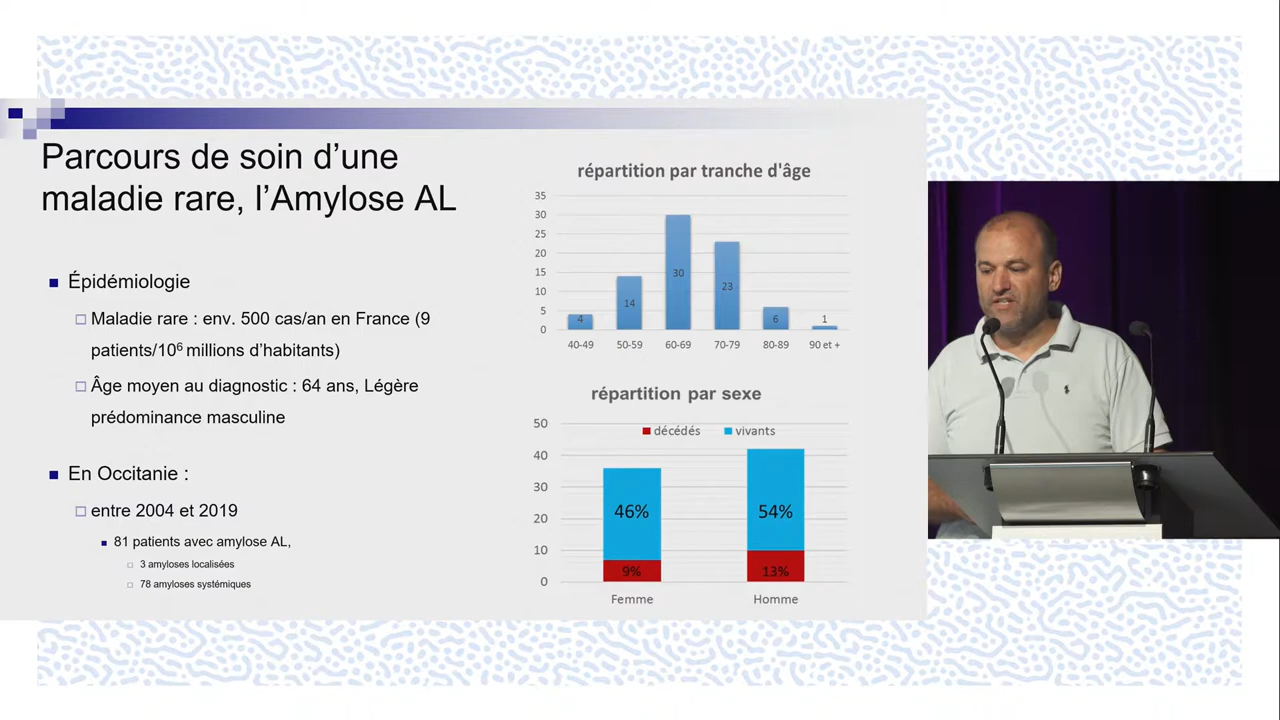 Parcours de soin d’une
maladie rare, l’Amylose AL
Épidémiologie
Maladie rare : env. 500 cas/an en France (9
patients/10⁶ millions d’habitants)
Âge moyen au diagnostic : 64 ans, Légère
prédominance masculine
En Occitanie :
entre 2004 et 2019
81 patients avec amylose AL,
3 amyloses localisées
78 amyloses systémiques
répartition par tranche d'âge
35
30
25
20
15
10
5
0
4
14
30
23
6
1
40-49 50-59 60-69 70-79 80-89 90 et +
répartition par sexe
décédés vivants
50
40
30
20
10
0
46% 54%
9% 13%
Femme Homme